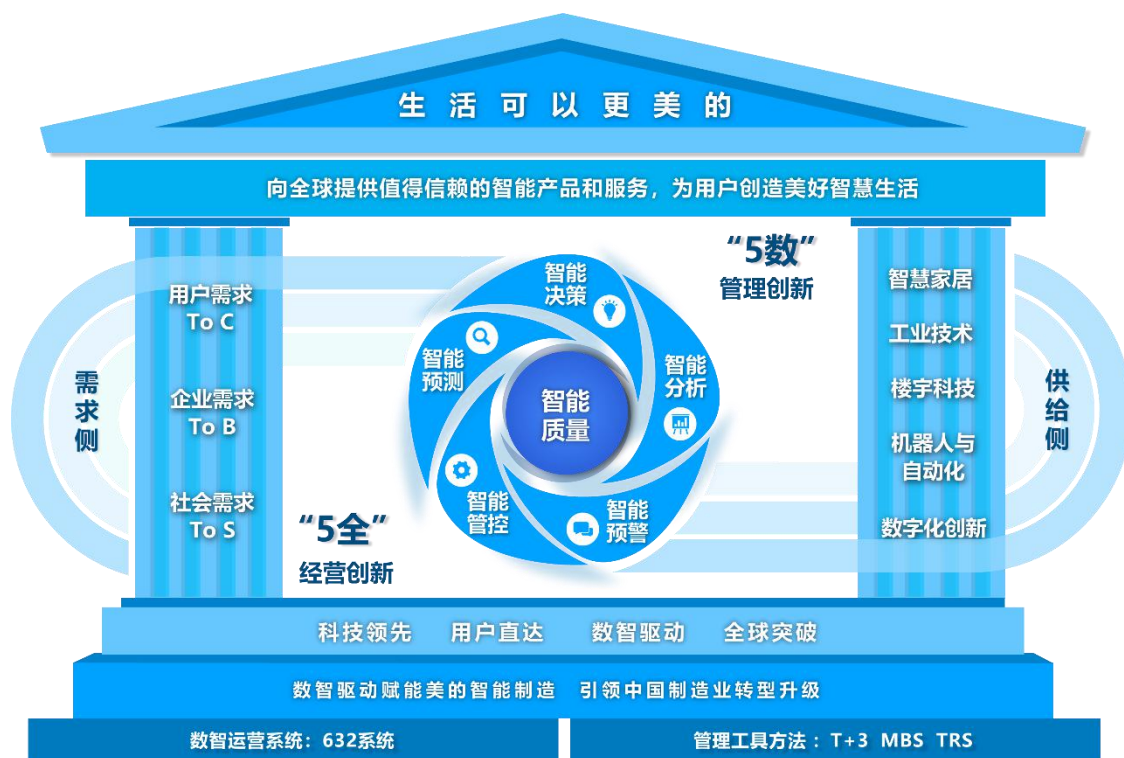 生活可以更美的
向全球提供值得信赖的智能产品和服务，为用户创造美好智慧生活
需求侧
用户需求
To C
企业需求
To B
社会需求
To S
“5数”
管理创新
智能
决策
智能
预测
智能
分析
智能
质量
智能
管控
智能
预警
“5全”
经营创新
智慧家居
工业技术
楼宇科技
机器人与
自动化
数字化创新
供给侧
科技领先 用户直达 数智驱动 全球突破
数智驱动赋能美的智能制造 引领中国制造业转型升级
数智运营系统：632系统
管理工具方法：T+3 MBS TRS